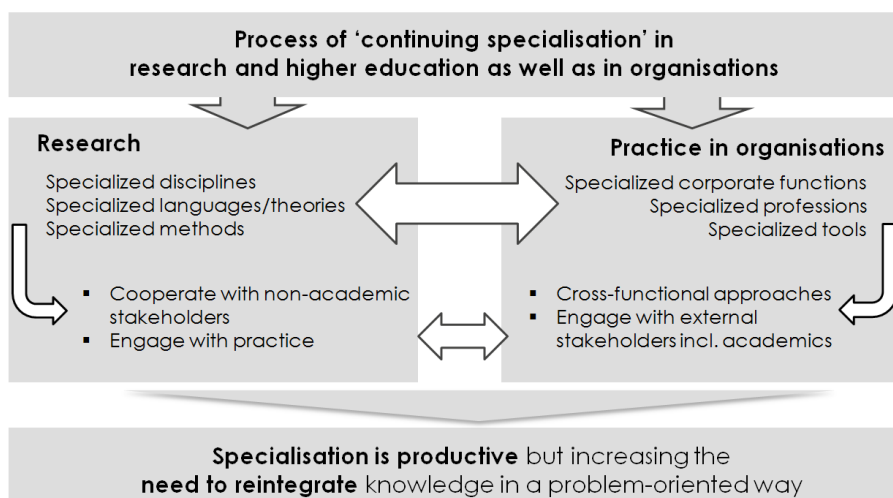 Process of ‘continuing specialisation’ in
research and higher education as well as in organisations
Research
Specialized disciplines
Specialized languages/theories
Specialized methods
▪ Cooperate with non-academic
stakeholders
▪ Engage with practice
Practice in organisations
Specialized corporate functions
Specialized professions
Specialized tools
▪ Cross-functional approaches
▪ Engage with external
stakeholders incl. academics
Specialisation is productive but increasing the
need to reintegrate knowledge in a problem-oriented way